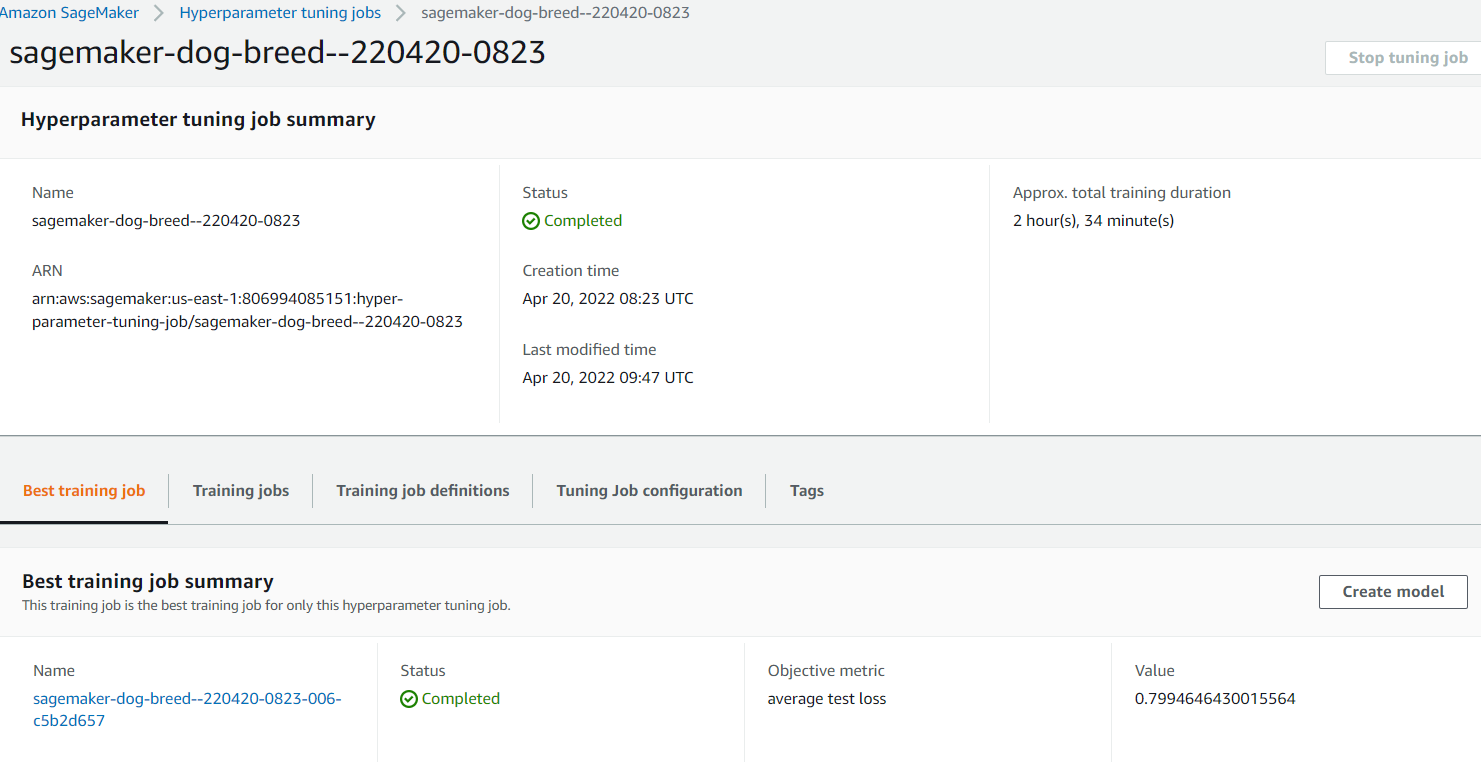 Amazon SageMaker > Hyperparameter tuning jobs > sagemaker-dog-breed--220420-0823
sagemaker-dog-breed--220420-0823
Stop tuning job
Hyperparameter tuning job summary
Name
sagemaker-dog-breed--220420-0823
ARN
arn:aws:sagemaker:us-east-1:806994085151:hyper-
parameter-tuning-job/sagemaker-dog-breed--220420-0823
Status
Completed
Creation time
Apr 20, 2022 08:23 UTC
Last modified time
Apr 20, 2022 09:47 UTC
Approx. total training duration
2 hour(s), 34 minute(s)
Best training job
Training jobs
Training job definitions
Tuning Job configuration
Tags
Best training job summary
This training job is the best training job for only this hyperparameter tuning job.
Create model
Name
sagemaker-dog-breed--220420-0823-006-
c5b2d657
Status
Completed
Objective metric
average test loss
Value
0.7994646430015564